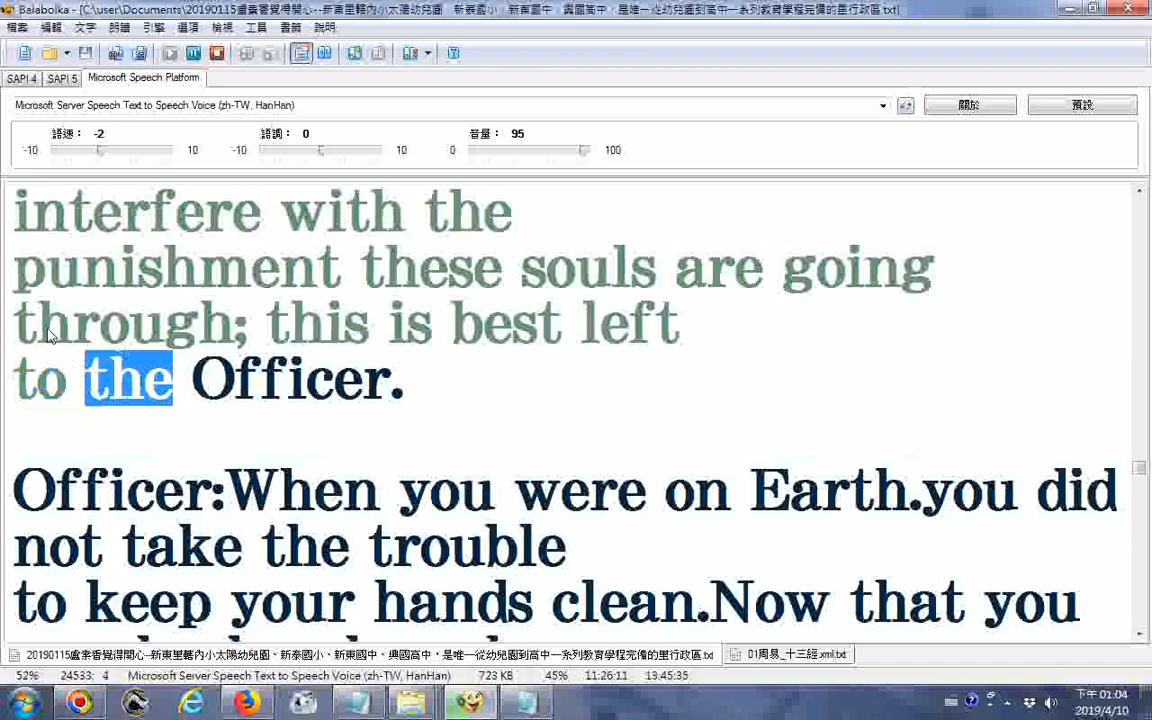 Balabolka - [C:\user\Documents\20190115盧素香覺得開心--新東里轄內小太陽幼兒園、新泰國小、新東國中、興國高中，是唯一從幼兒園到高中一系列教育學程完備的里行政區.txt]
檔案 編輯 文字 朗讀 引擎 選項 檢視 工具 書籤 說明
SAPI 4 SAPI 5 Microsoft Speech Platform
Microsoft Server Speech Text to Speech Voice (zh-TW, HanHan) 關於 預設
語速： -2 語調： 0 音量： 95
-10 10 -10 10 0 100
interfere with the
punishment these souls are going
through; this is best left
to the Officer.
Officer:When you were on Earth.you did
not take the trouble
to keep your hands clean.Now that you
20190115盧素香覺得開心--新東里轄內小太陽幼兒園、新泰國小、新東國中、興國高中，是唯一從幼兒園到高中一系列教育學程完備的里行政區.txt 01周易_十三經.xml.txt
52% 24533: 4 Microsoft Server Speech Text to Speech Voice (zh-TW, HanHan) 723 KB 45% 11:26:11 13:45:35
下午 01:04
2019/4/10